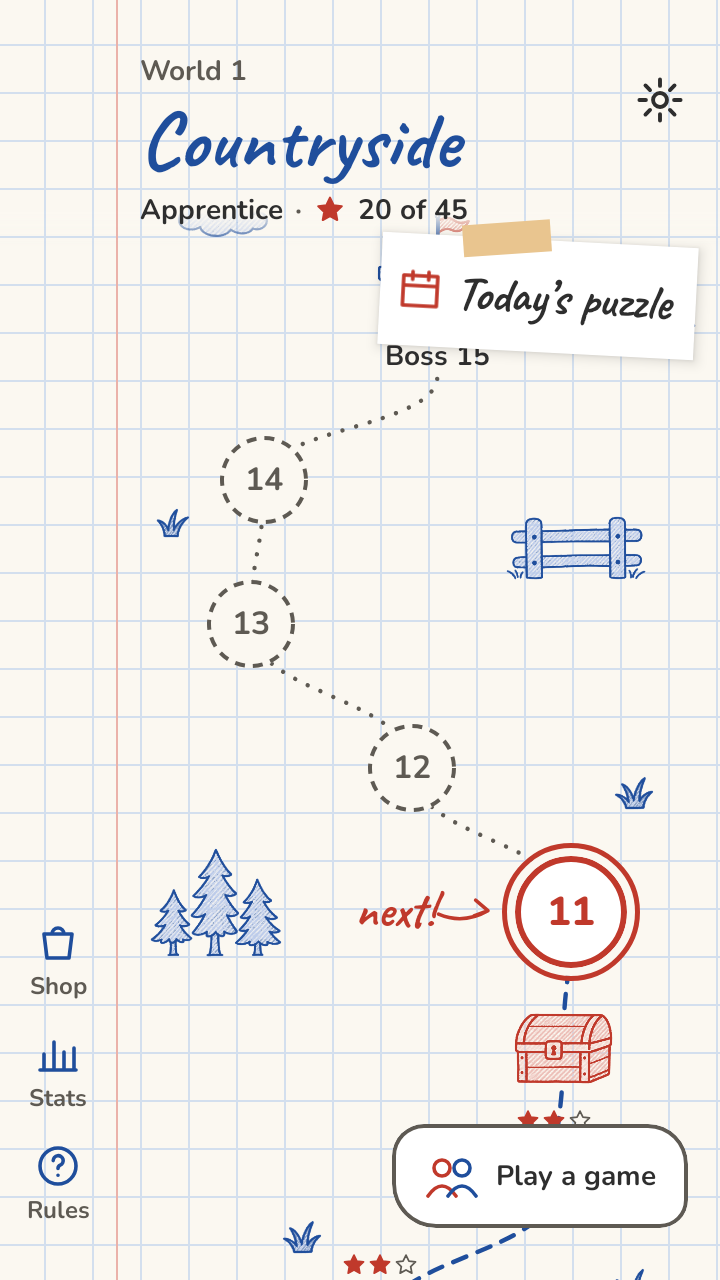 World 1
Countryside
Apprentice · 20 of 45
Today's puzzle
Boss 15
14
13
12
next!
11
Shop
Stats
Play a game
Rules